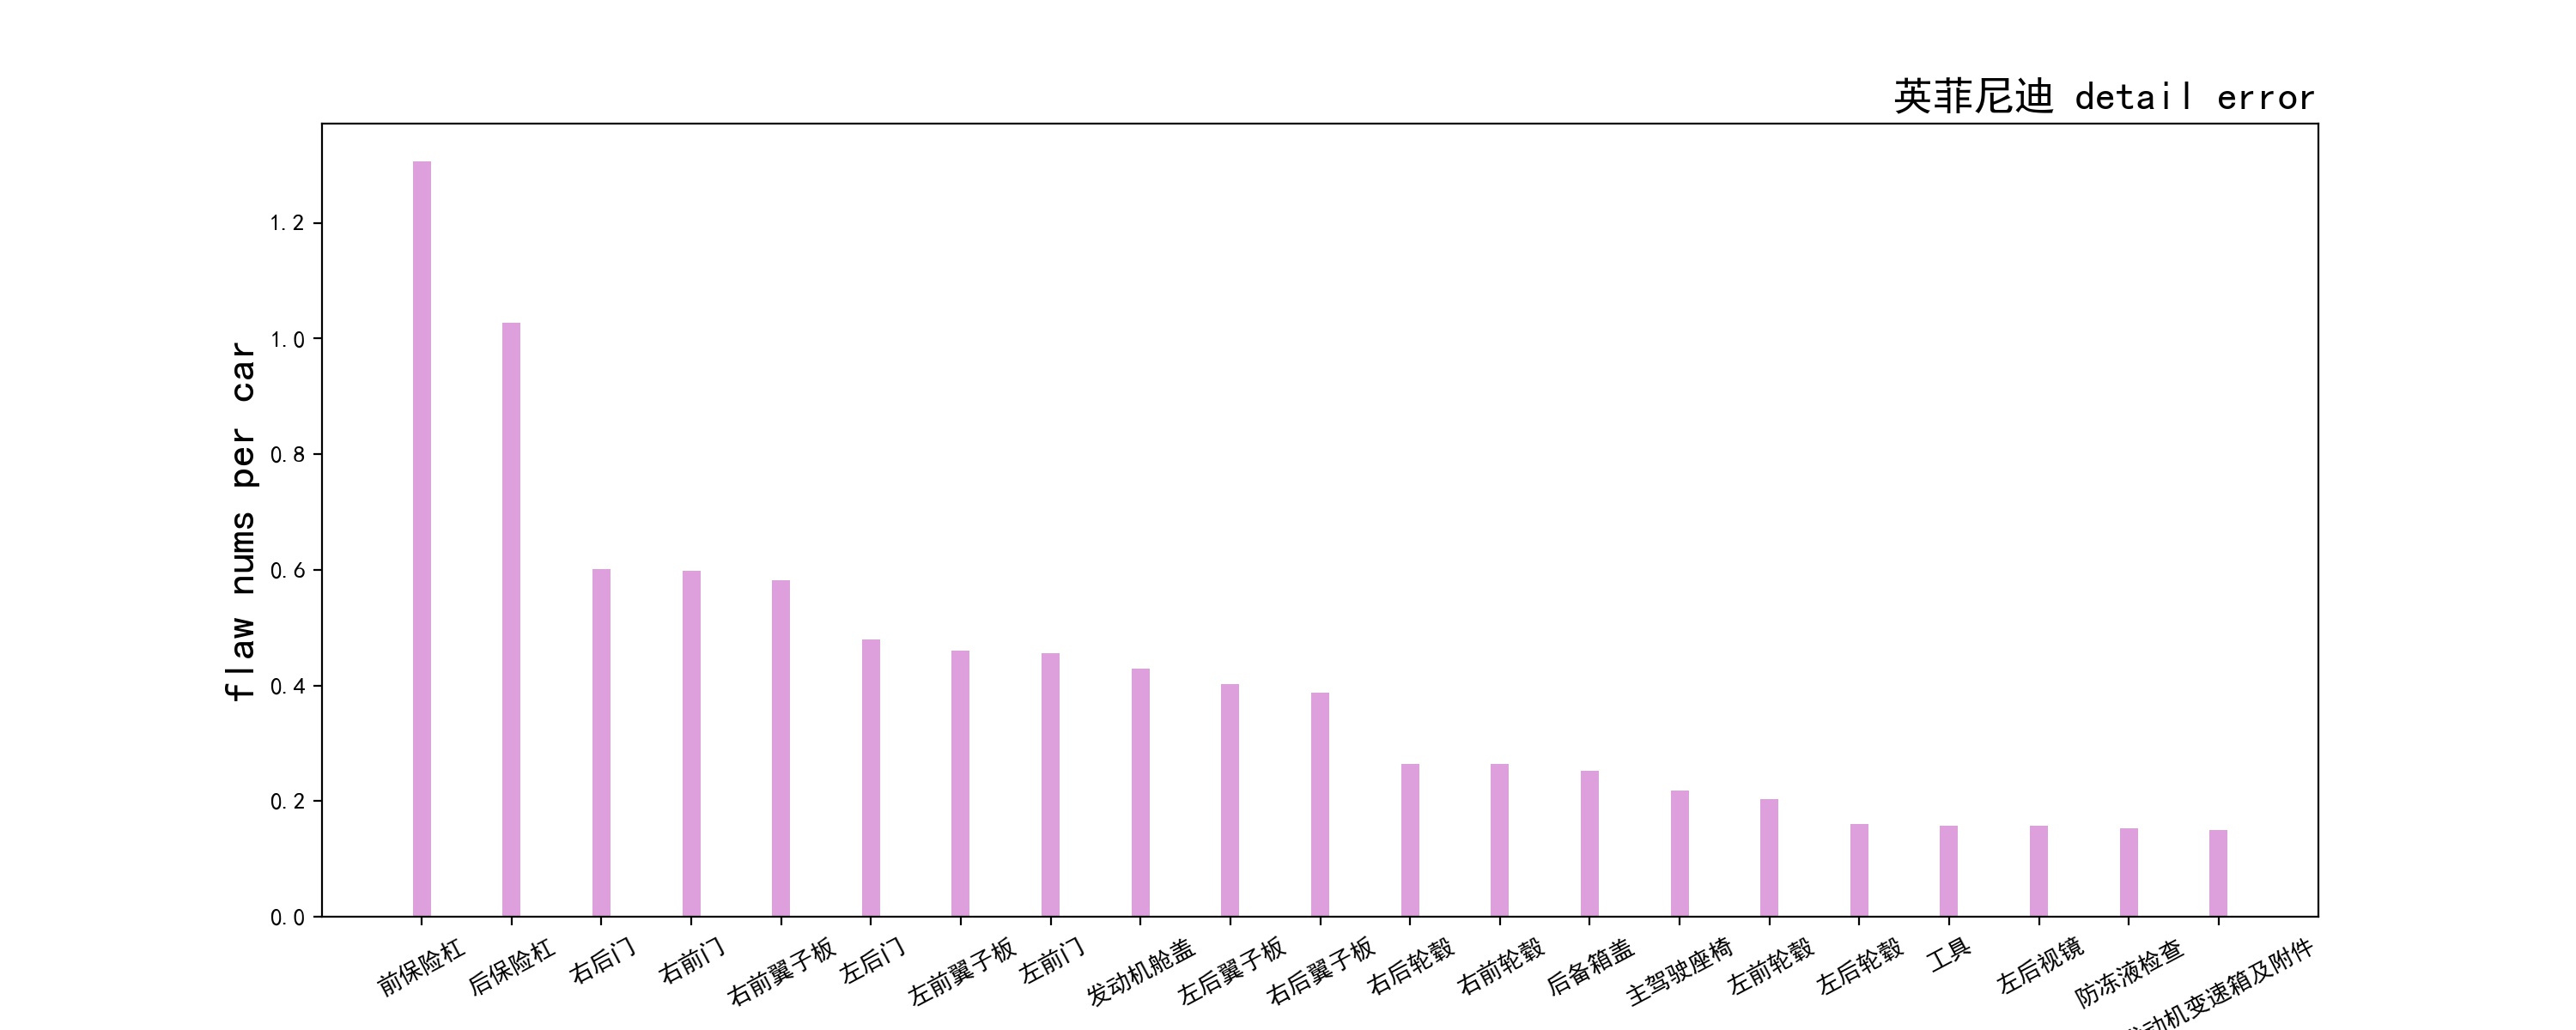 英菲尼迪 detail error
flaw nums per car
1.2
1.0
0.8
0.6
0.4
0.2
0.0
前保险杠
后保险杠
右后门
右前门
右前翼子板
左后门
左前翼子板
左前门
发动机舱盖
左后翼子板
右后翼子板
右后轮毂
右前轮毂
后备箱盖
主驾驶座椅
左前轮毂
左后轮毂
工具
左后视镜
防冻液检查
动机变速箱及附件